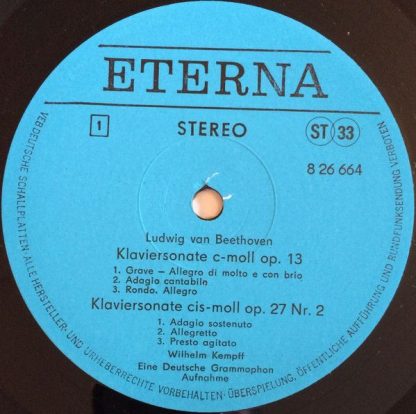 ETERNA
1
STEREO
ST 33
8 26 664
Ludwig van Beethoven
Klaviersonate c-moll op. 13
1. Grave – Allegro di molto e con brio
2. Adagio cantabile
3. Rondo. Allegro
Klaviersonate cis-moll op. 27 Nr. 2
1. Adagio sostenuto
2. Allegretto
3. Presto agitato
Wilhelm Kempff
Eine Deutsche Grammophon
Aufnahme
VEB DEUTSCHE SCHALLPLATTEN · ALLE HERSTELLER- UND URHEBERRECHTE VORBEHALTEN · ÜBERSPIELUNG, ÖFFENTLICHE AUFFÜHRUNG UND RUNDFUNKSENDUNG VERBOTEN